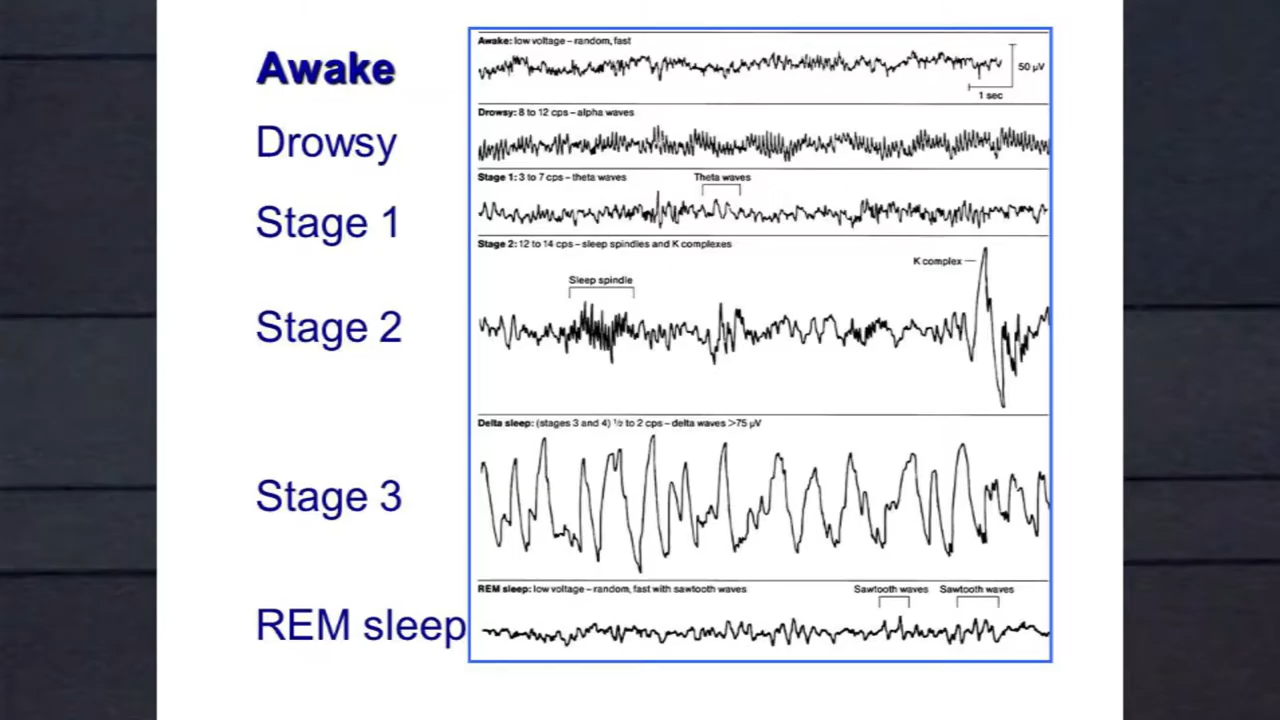 Awake
Awake: low voltage – random, fast
50 µV
1 sec
Drowsy
Drowsy: 8 to 12 cps – alpha waves
Stage 1
Stage 1: 3 to 7 cps – theta waves
Theta waves
Stage 2
Stage 2: 12 to 14 cps – sleep spindles and K complexes
K complex
Sleep spindle
Stage 3
Delta sleep: (stages 3 and 4) ½ to 2 cps – delta waves >75 µV
REM sleep
REM sleep: low voltage – random, fast with sawtooth waves
Sawtooth waves
Sawtooth waves